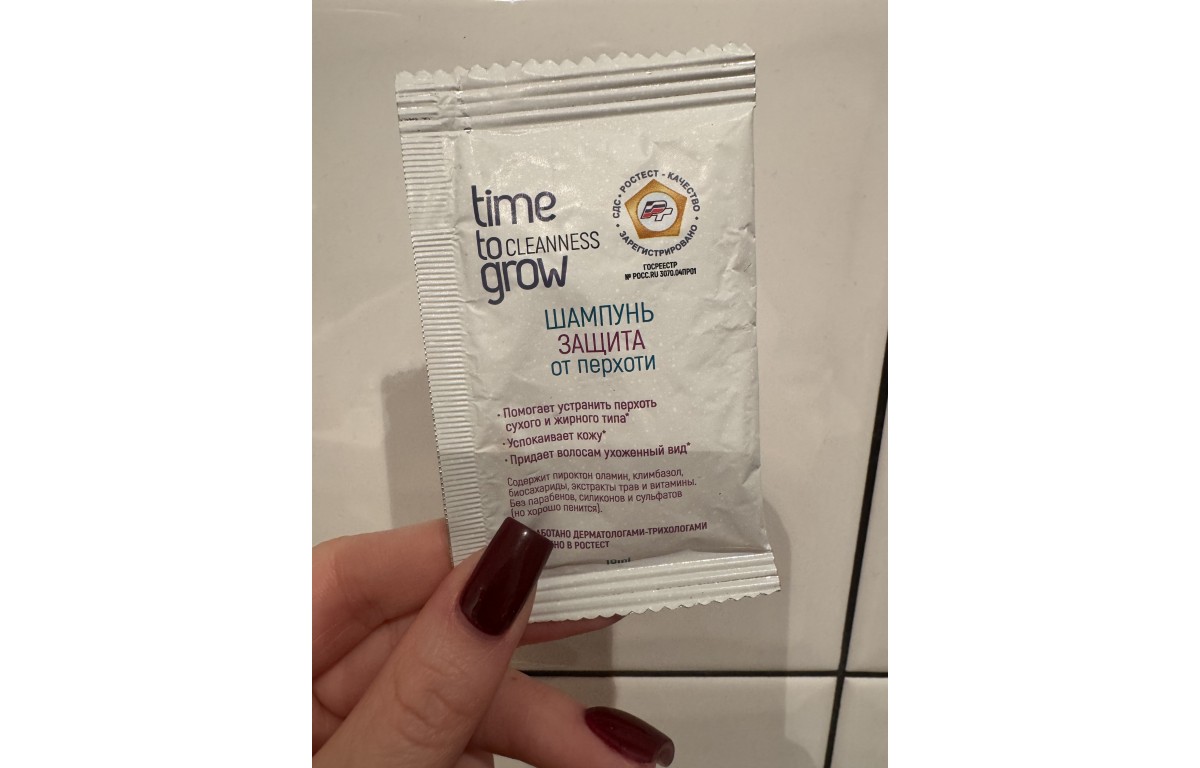 time
to CLEANNESS
grow
СДС • РОСТЕСТ - КАЧЕСТВО •
ЗАРЕГИСТРИРОВАНО
РТ
ГОСРЕЕСТР
№ РОСС.RU 3070.04ПР01
ШАМПУНЬ
ЗАЩИТА
от перхоти
• Помогает устранить перхоть
сухого и жирного типа*
• Успокаивает кожу*
• Придает волосам ухоженный вид*
Содержит пироктон оламин, климбазол,
биосахариды, экстракты трав и витамины.
Без парабенов, силиконов и сульфатов
(но хорошо пенится).
ДЕРМАТОЛОГАМИ-ТРИХОЛОГАМИ
В РОСТЕСТ